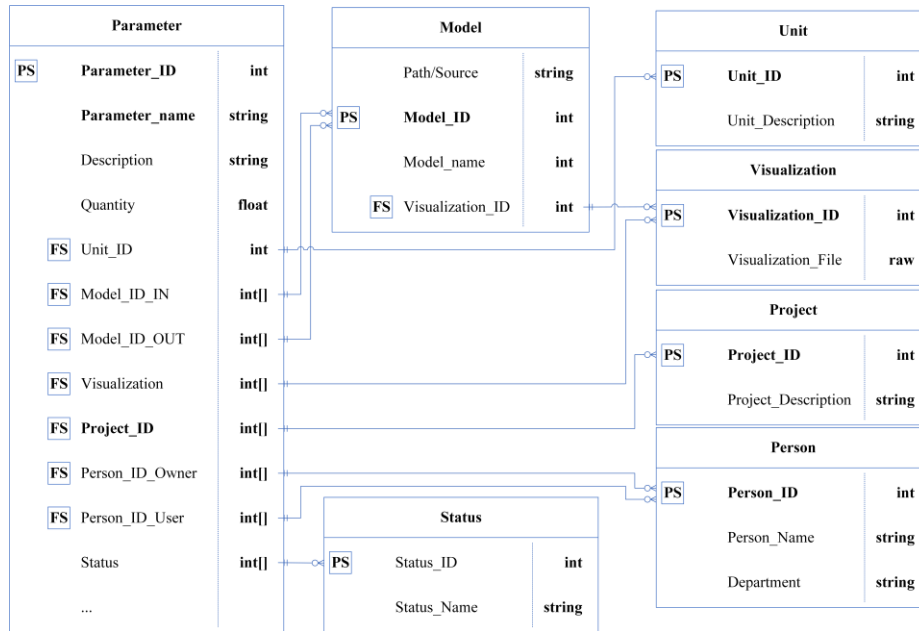 Parameter
PS Parameter_ID int
Parameter_name string
Description string
Quantity float
FS Unit_ID int
FS Model_ID_IN int[]
FS Model_ID_OUT int[]
FS Visualization int[]
FS Project_ID int[]
FS Person_ID_Owner int[]
FS Person_ID_User int[]
Status int[]
...
Model
Path/Source string
PS Model_ID int
Model_name int
FS Visualization_ID int
Status
PS Status_ID int
Status_Name string
Unit
PS Unit_ID int
Unit_Description string
Visualization
PS Visualization_ID int
Visualization_File raw
Project
PS Project_ID int
Project_Description string
Person
PS Person_ID int
Person_Name string
Department string